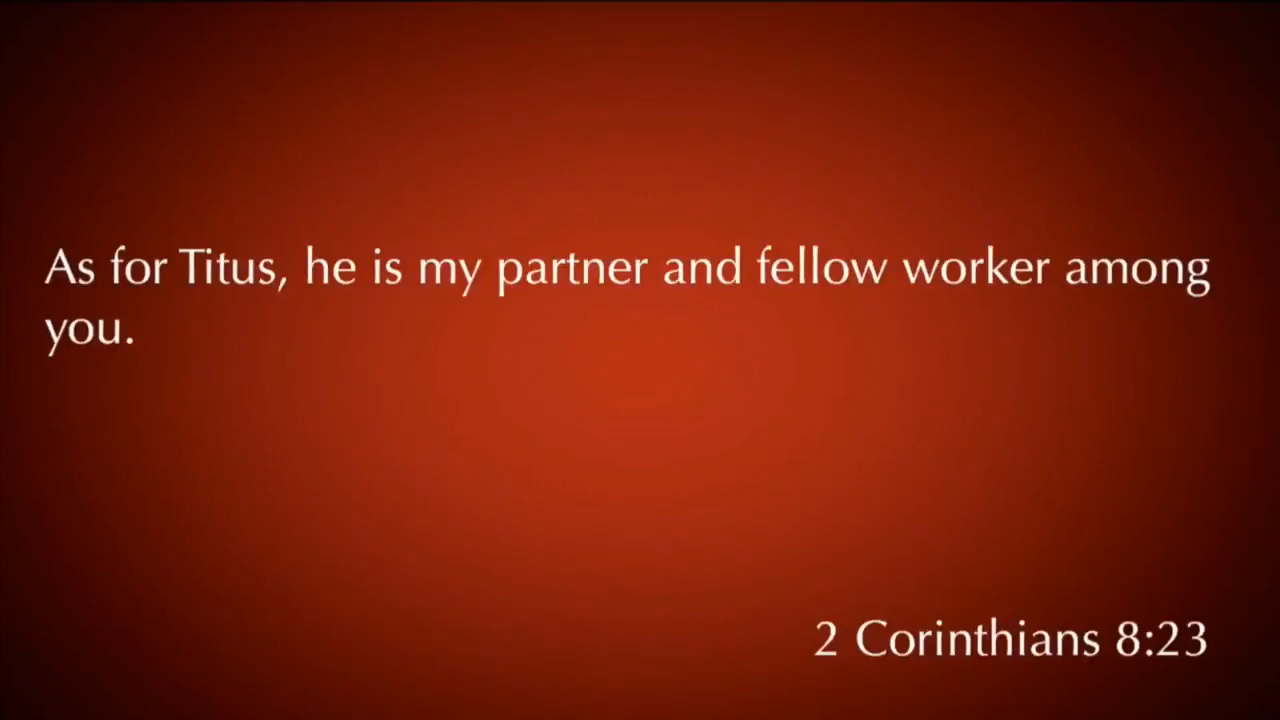 As for Titus, he is my partner and fellow worker among
you.
2 Corinthians 8:23